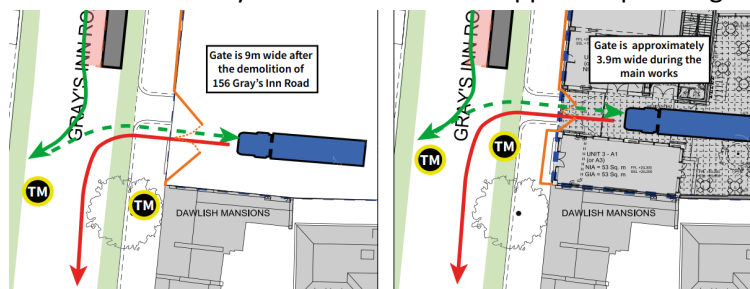 GRAY'S INN RO
Gate is 9m wide after
the demolition of
156 Gray's Inn Road
TM
TM
DAWLISH MANSIONS
GRAY'S INN RO
Gate is approximately
3.9m wide during the
main works
TM
TM
UNIT 3 - A1
(or A3)
NIA = 53 Sq. m
GIA = 53 Sq. m
DAWLISH MANSIONS